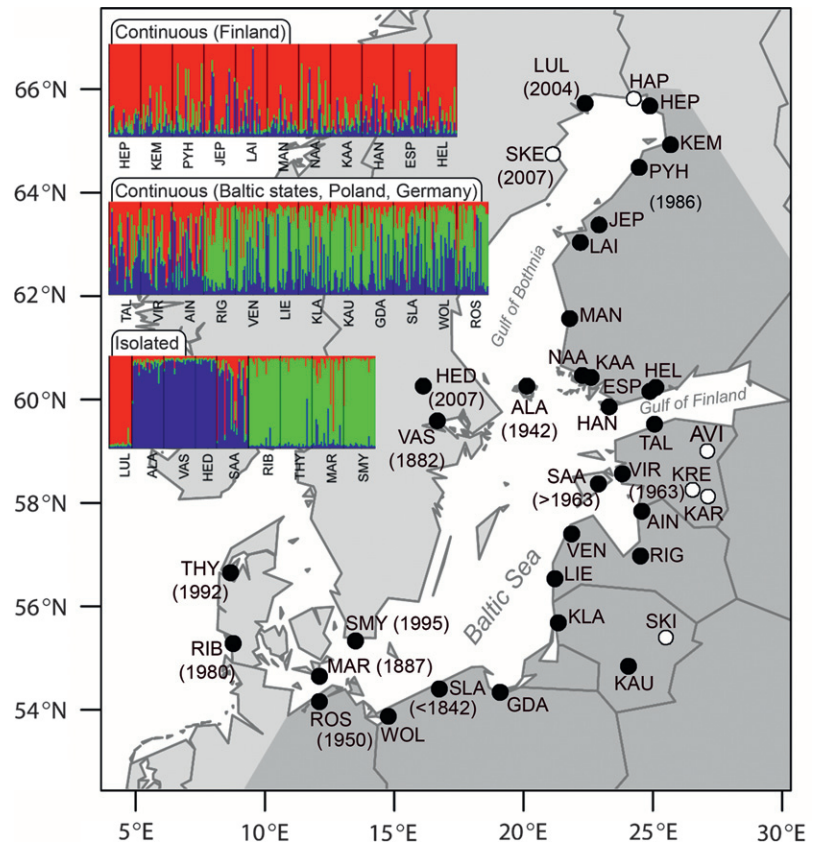 Continuous (Finland)
HEP KEM PYH JEP LAI MAN NAA KAA HAN ESP HEL
Continuous (Baltic states, Poland, Germany)
TAL VIR AIN RIG VEN LIE KLA KAU GDA SLA WOL ROS
Isolated
LUL ALA VAS HED SAA RIB THY MAR SMY
66°N
64°N
62°N
60°N
58°N
56°N
54°N
LUL
(2004)
HAP
HEP
SKE
(2007)
KEM
PYH
(1986)
JEP
LAI
Gulf of Bothnia
MAN
NAA
KAA
ESP
HEL
HED
(2007)
ALA
(1942)
HAN
Gulf of Finland
VAS
(1882)
TAL
AVI
SAA
(>1963)
VIR
(1963)
KRE
KAR
AIN
VEN
RIG
THY
(1992)
LIE
Baltic Sea
SMY (1995)
KLA
SKI
RIB
(1980)
MAR (1887)
KAU
SLA
(<1842)
GDA
ROS
(1950)
WOL
5°E 10°E 15°E 20°E 25°E 30°E